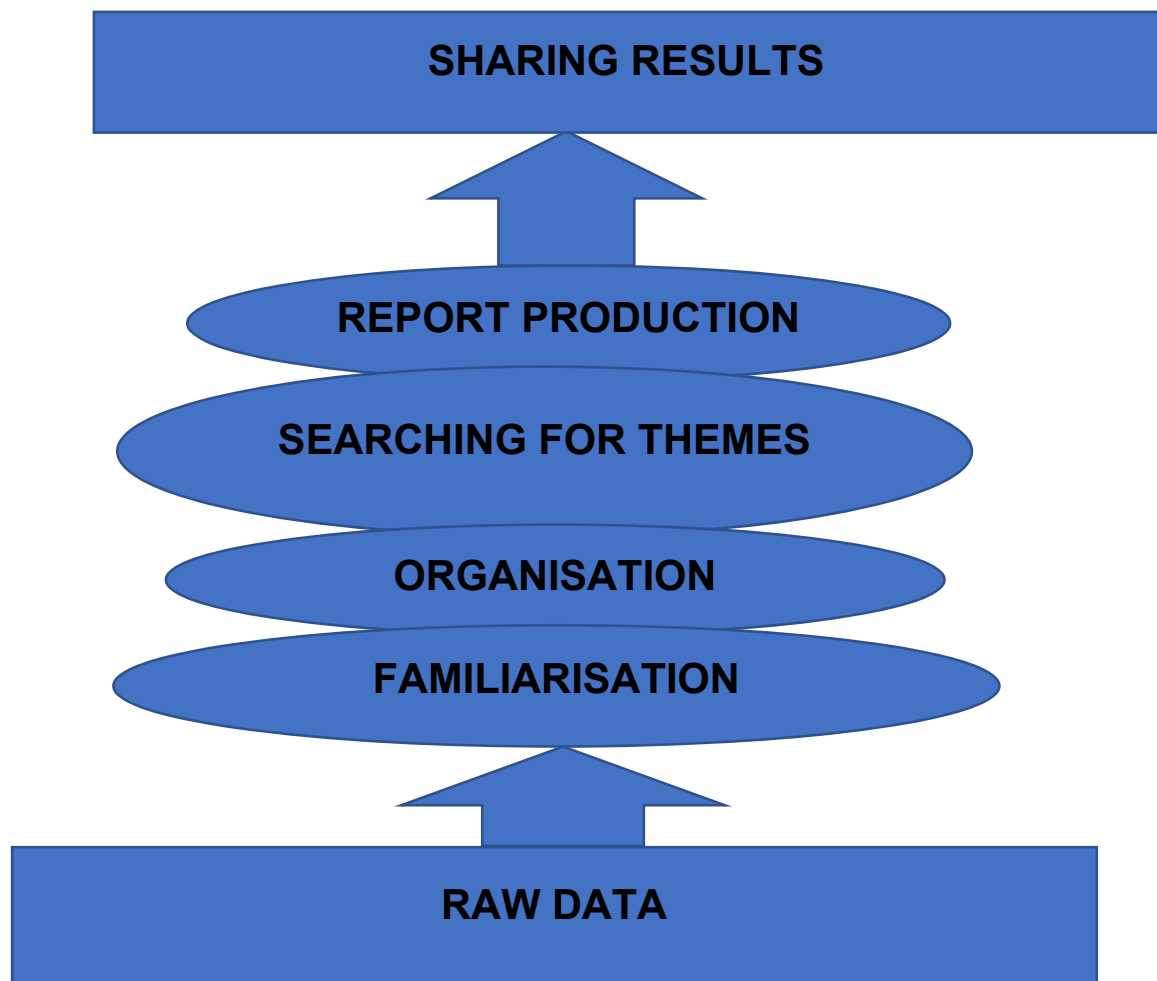 SHARING RESULTS
REPORT PRODUCTION
SEARCHING FOR THEMES
ORGANISATION
FAMILIARISATION
RAW DATA